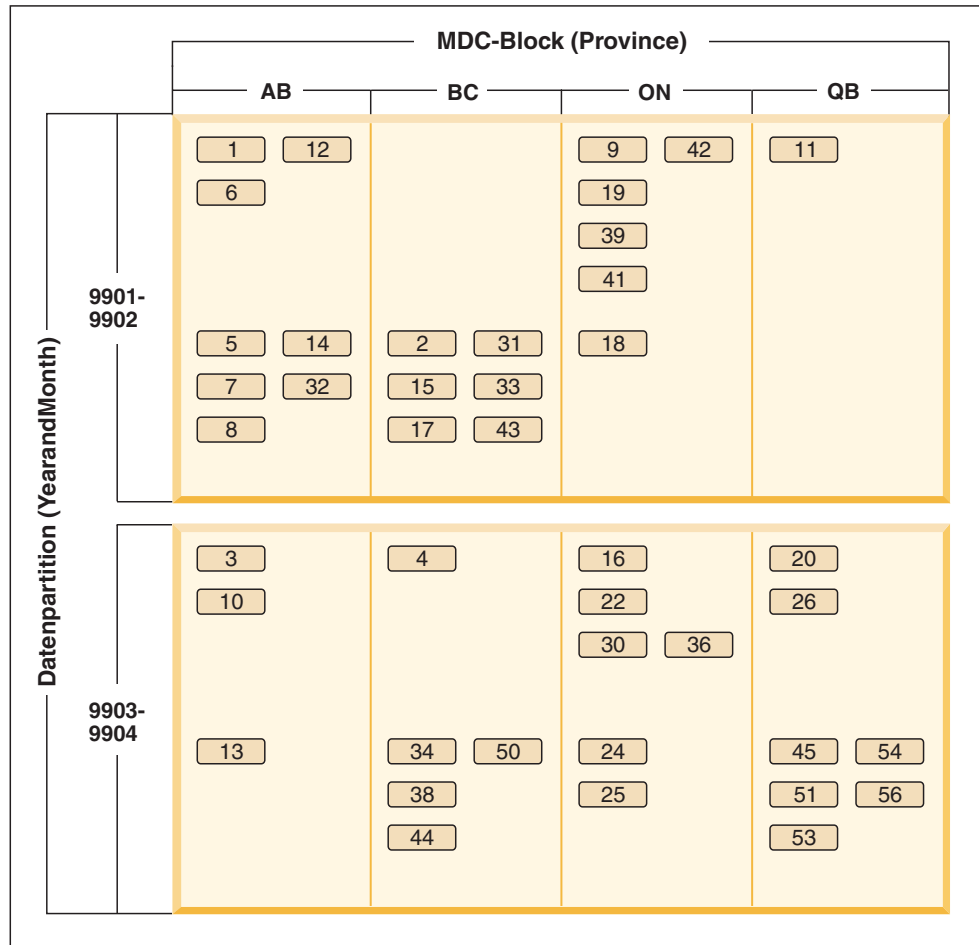 MDC-Block (Province)
AB BC ON QB
Datenpartition (YearandMonth)
9901-
9902
1 12 9 42 11
6 19
39
41
5 14 2 31 18
7 32 15 33
8 17 43
9903-
9904
3 4 16 20
10 22 26
30 36
13 34 50 24 45 54
38 25 51 56
44 53